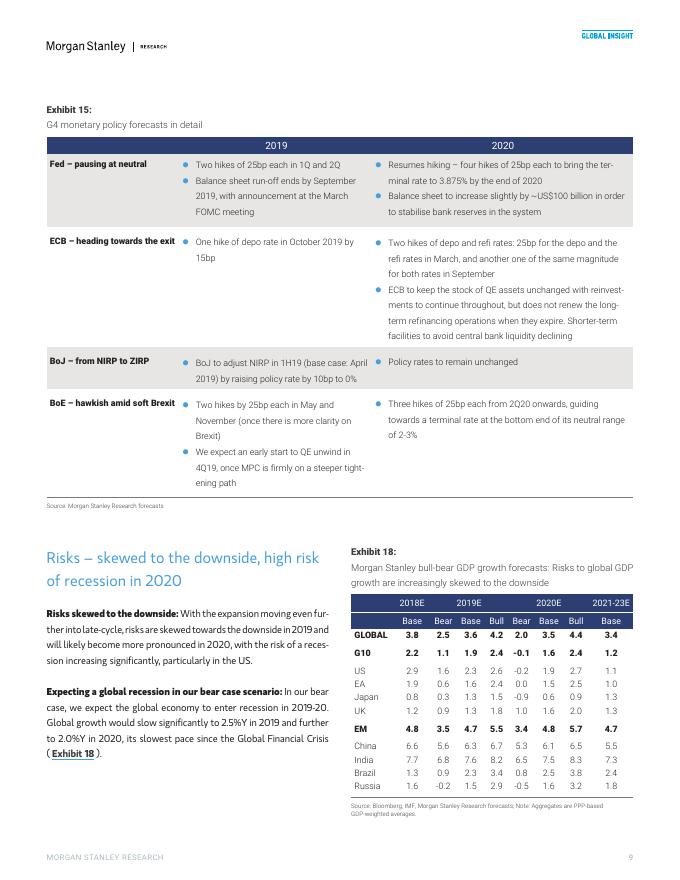 Morgan Stanley | RESEARCH
GLOBAL INSIGHT
Exhibit 15:
G4 monetary policy forecasts in detail
2019 2020
Fed – pausing at neutral
● Two hikes of 25bp each in 1Q and 2Q
● Balance sheet run-off ends by September
2019, with announcement at the March
FOMC meeting
● Resumes hiking – four hikes of 25bp each to bring the ter-
minal rate to 3.875% by the end of 2020
● Balance sheet to increase slightly by ~US$100 billion in order
to stabilise bank reserves in the system
ECB – heading towards the exit
● One hike of depo rate in October 2019 by
15bp
● Two hikes of depo and refi rates: 25bp for the depo and the
refi rates in March, and another one of the same magnitude
for both rates in September
● ECB to keep the stock of QE assets unchanged with reinvest-
ments to continue throughout, but does not renew the long-
term refinancing operations when they expire. Shorter-term
facilities to avoid central bank liquidity declining
BoJ – from NIRP to ZIRP
● BoJ to adjust NIRP in 1H19 (base case: April
2019) by raising policy rate by 10bp to 0%
● Policy rates to remain unchanged
BoE – hawkish amid soft Brexit
● Two hikes by 25bp each in May and
November (once there is more clarity on
Brexit)
● We expect an early start to QE unwind in
4Q19, once MPC is firmly on a steeper tight-
ening path
● Three hikes of 25bp each from 2Q20 onwards, guiding
towards a terminal rate at the bottom end of its neutral range
of 2-3%
Source: Morgan Stanley Research forecasts
Risks – skewed to the downside, high risk
of recession in 2020
Risks skewed to the downside: With the expansion moving even fur-
ther into late-cycle, risks are skewed towards the downside in 2019 and
will likely become more pronounced in 2020, with the risk of a reces-
sion increasing significantly, particularly in the US.
Expecting a global recession in our bear case scenario: In our bear
case, we expect the global economy to enter recession in 2019-20.
Global growth would slow significantly to 2.5%Y in 2019 and further
to 2.0%Y in 2020, its slowest pace since the Global Financial Crisis
( Exhibit 18 ).
Exhibit 18:
Morgan Stanley bull-bear GDP growth forecasts: Risks to global GDP
growth are increasingly skewed to the downside
2018E 2019E 2020E 2021-23E
Base Bear Base Bull Bear Base Bull Base
GLOBAL 3.8 2.5 3.6 4.2 2.0 3.5 4.4 3.4
G10 2.2 1.1 1.9 2.4 -0.1 1.6 2.4 1.2
US 2.9 1.6 2.3 2.6 -0.2 1.9 2.7 1.1
EA 1.9 0.6 1.6 2.4 0.0 1.5 2.5 1.0
Japan 0.8 0.3 1.3 1.5 -0.9 0.6 0.9 1.3
UK 1.2 0.9 1.3 1.8 1.0 1.6 2.0 1.3
EM 4.8 3.5 4.7 5.5 3.4 4.8 5.7 4.7
China 6.6 5.6 6.3 6.7 5.3 6.1 6.5 5.5
India 7.7 6.8 7.6 8.2 6.5 7.5 8.3 7.3
Brazil 1.3 0.9 2.3 3.4 0.8 2.5 3.8 2.4
Russia 1.6 -0.2 1.5 2.9 -0.5 1.6 3.2 1.8
Source: Bloomberg, IMF, Morgan Stanley Research forecasts; Note: Aggregates are PPP-based
GDP-weighted averages.
MORGAN STANLEY RESEARCH 9